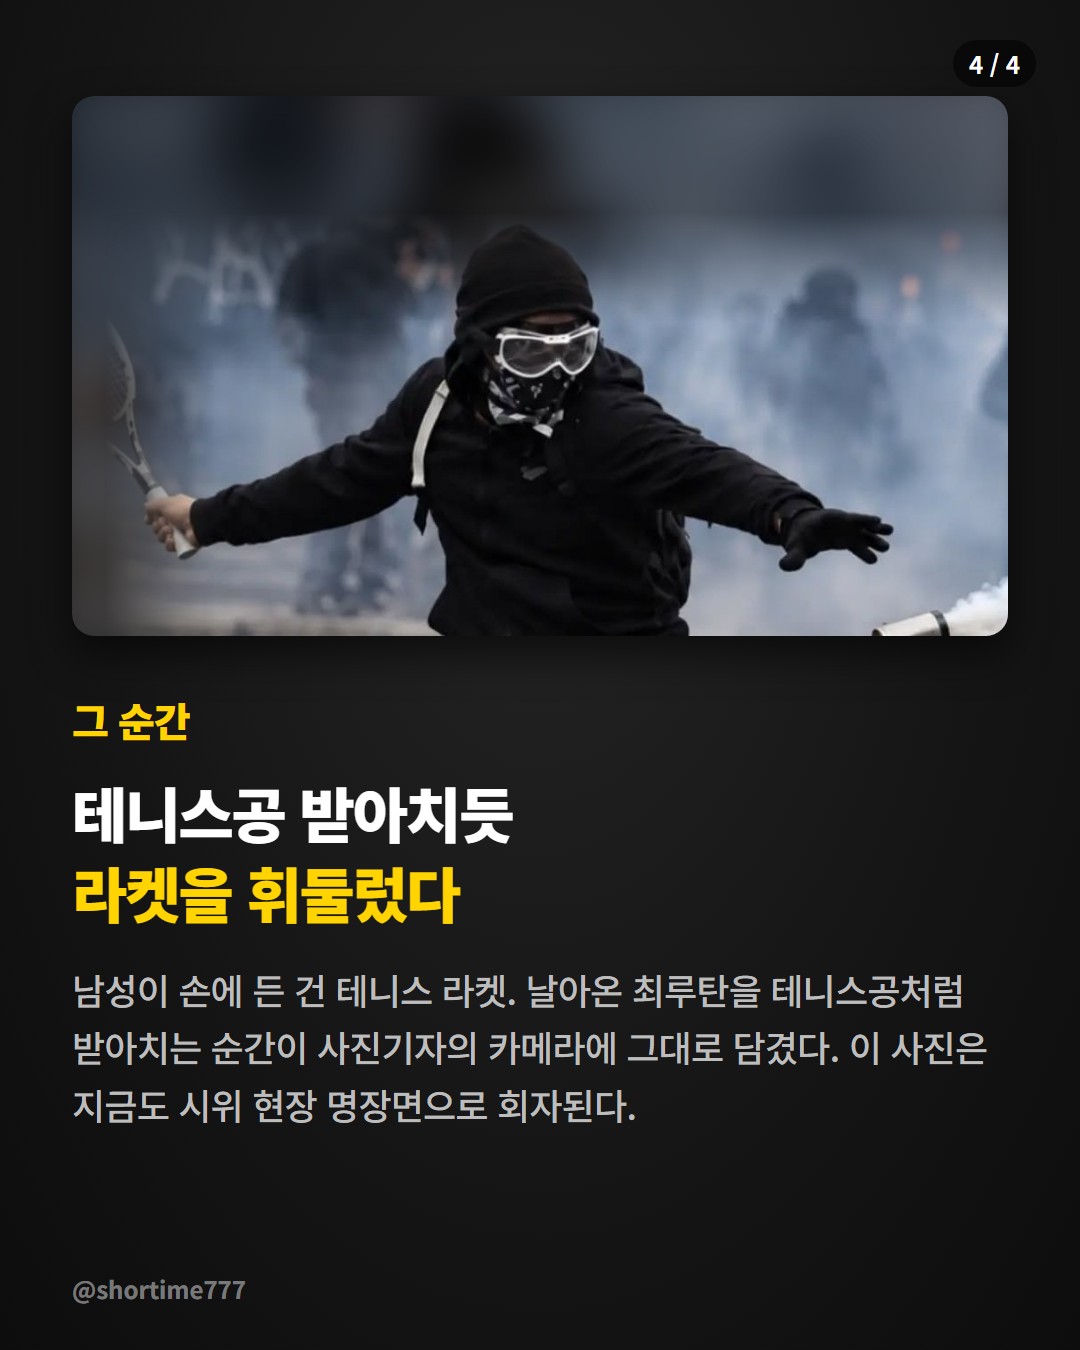 4 / 4
그 순간
테니스공 받아치듯
라켓을 휘둘렀다
남성이 손에 든 건 테니스 라켓. 날아온 최루탄을 테니스공처럼
받아치는 순간이 사진기자의 카메라에 그대로 담겼다. 이 사진은
지금도 시위 현장 명장면으로 회자된다.
@shortime777